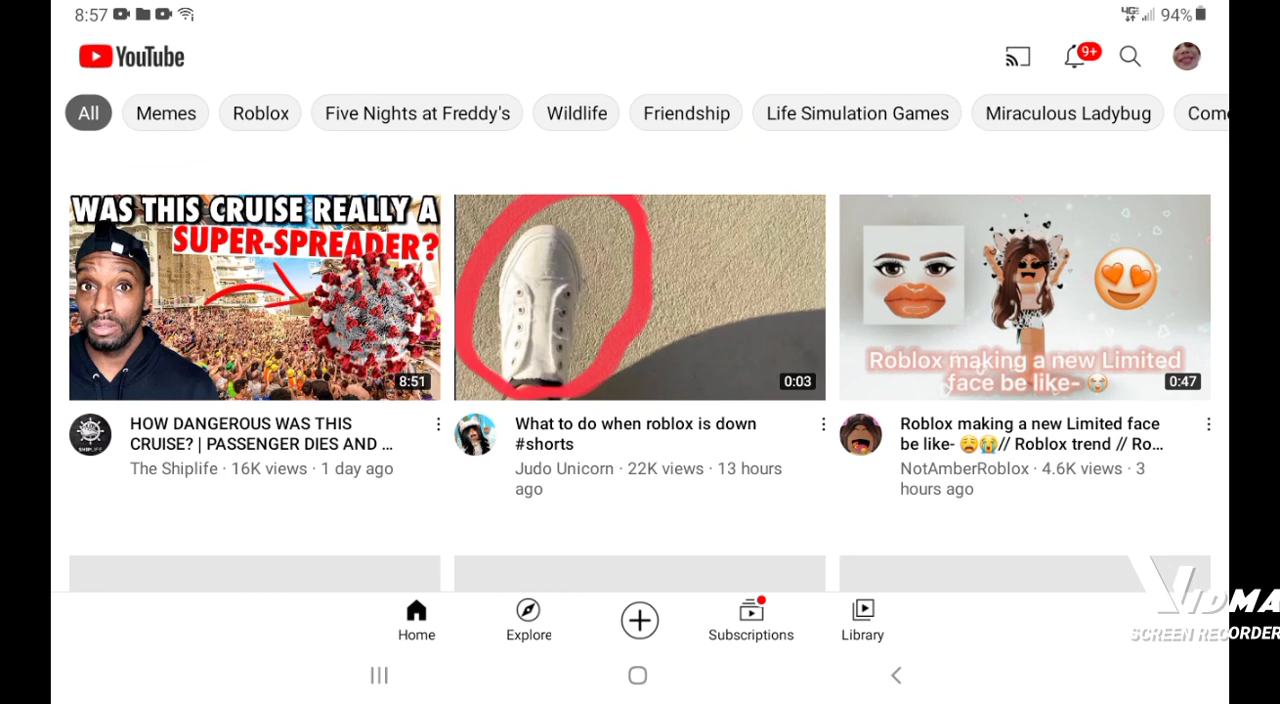 8:57
4G 94%
YouTube
9+
All Memes Roblox Five Nights at Freddy's Wildlife Friendship Life Simulation Games Miraculous Ladybug Com
WAS THIS CRUISE REALLY A
SUPER-SPREADER?
8:51
0:03
Roblox making a new Limited
face be like- 😭
0:47
HOW DANGEROUS WAS THIS
CRUISE? | PASSENGER DIES AND ...
The Shiplife · 16K views · 1 day ago
What to do when roblox is down
#shorts
Judo Unicorn · 22K views · 13 hours
ago
Roblox making a new Limited face
be like- 😩😭// Roblox trend // Ro...
NotAmberRoblox · 4.6K views · 3
hours ago
Home Explore Subscriptions Library
VIDMA
SCREEN RECORDER